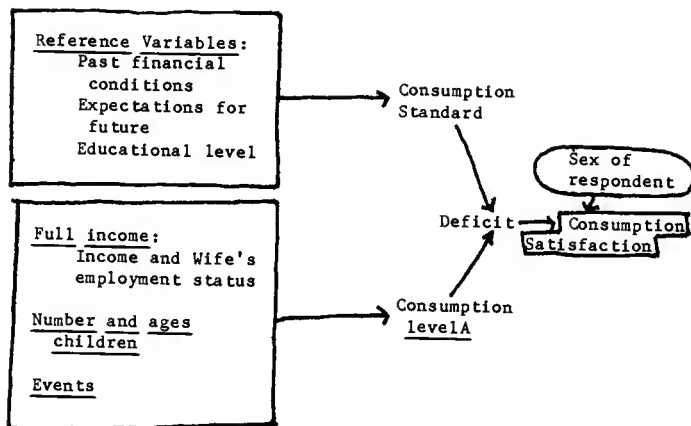 Reference Variables:
Past financial
conditions
Expectations for
future
Educational level
Consumption
Standard
Sex of
respondent
Deficit
Consumption
Satisfaction
Full income:
Income and Wife's
employment status
Number and ages
children
Events
Consumption
levelA